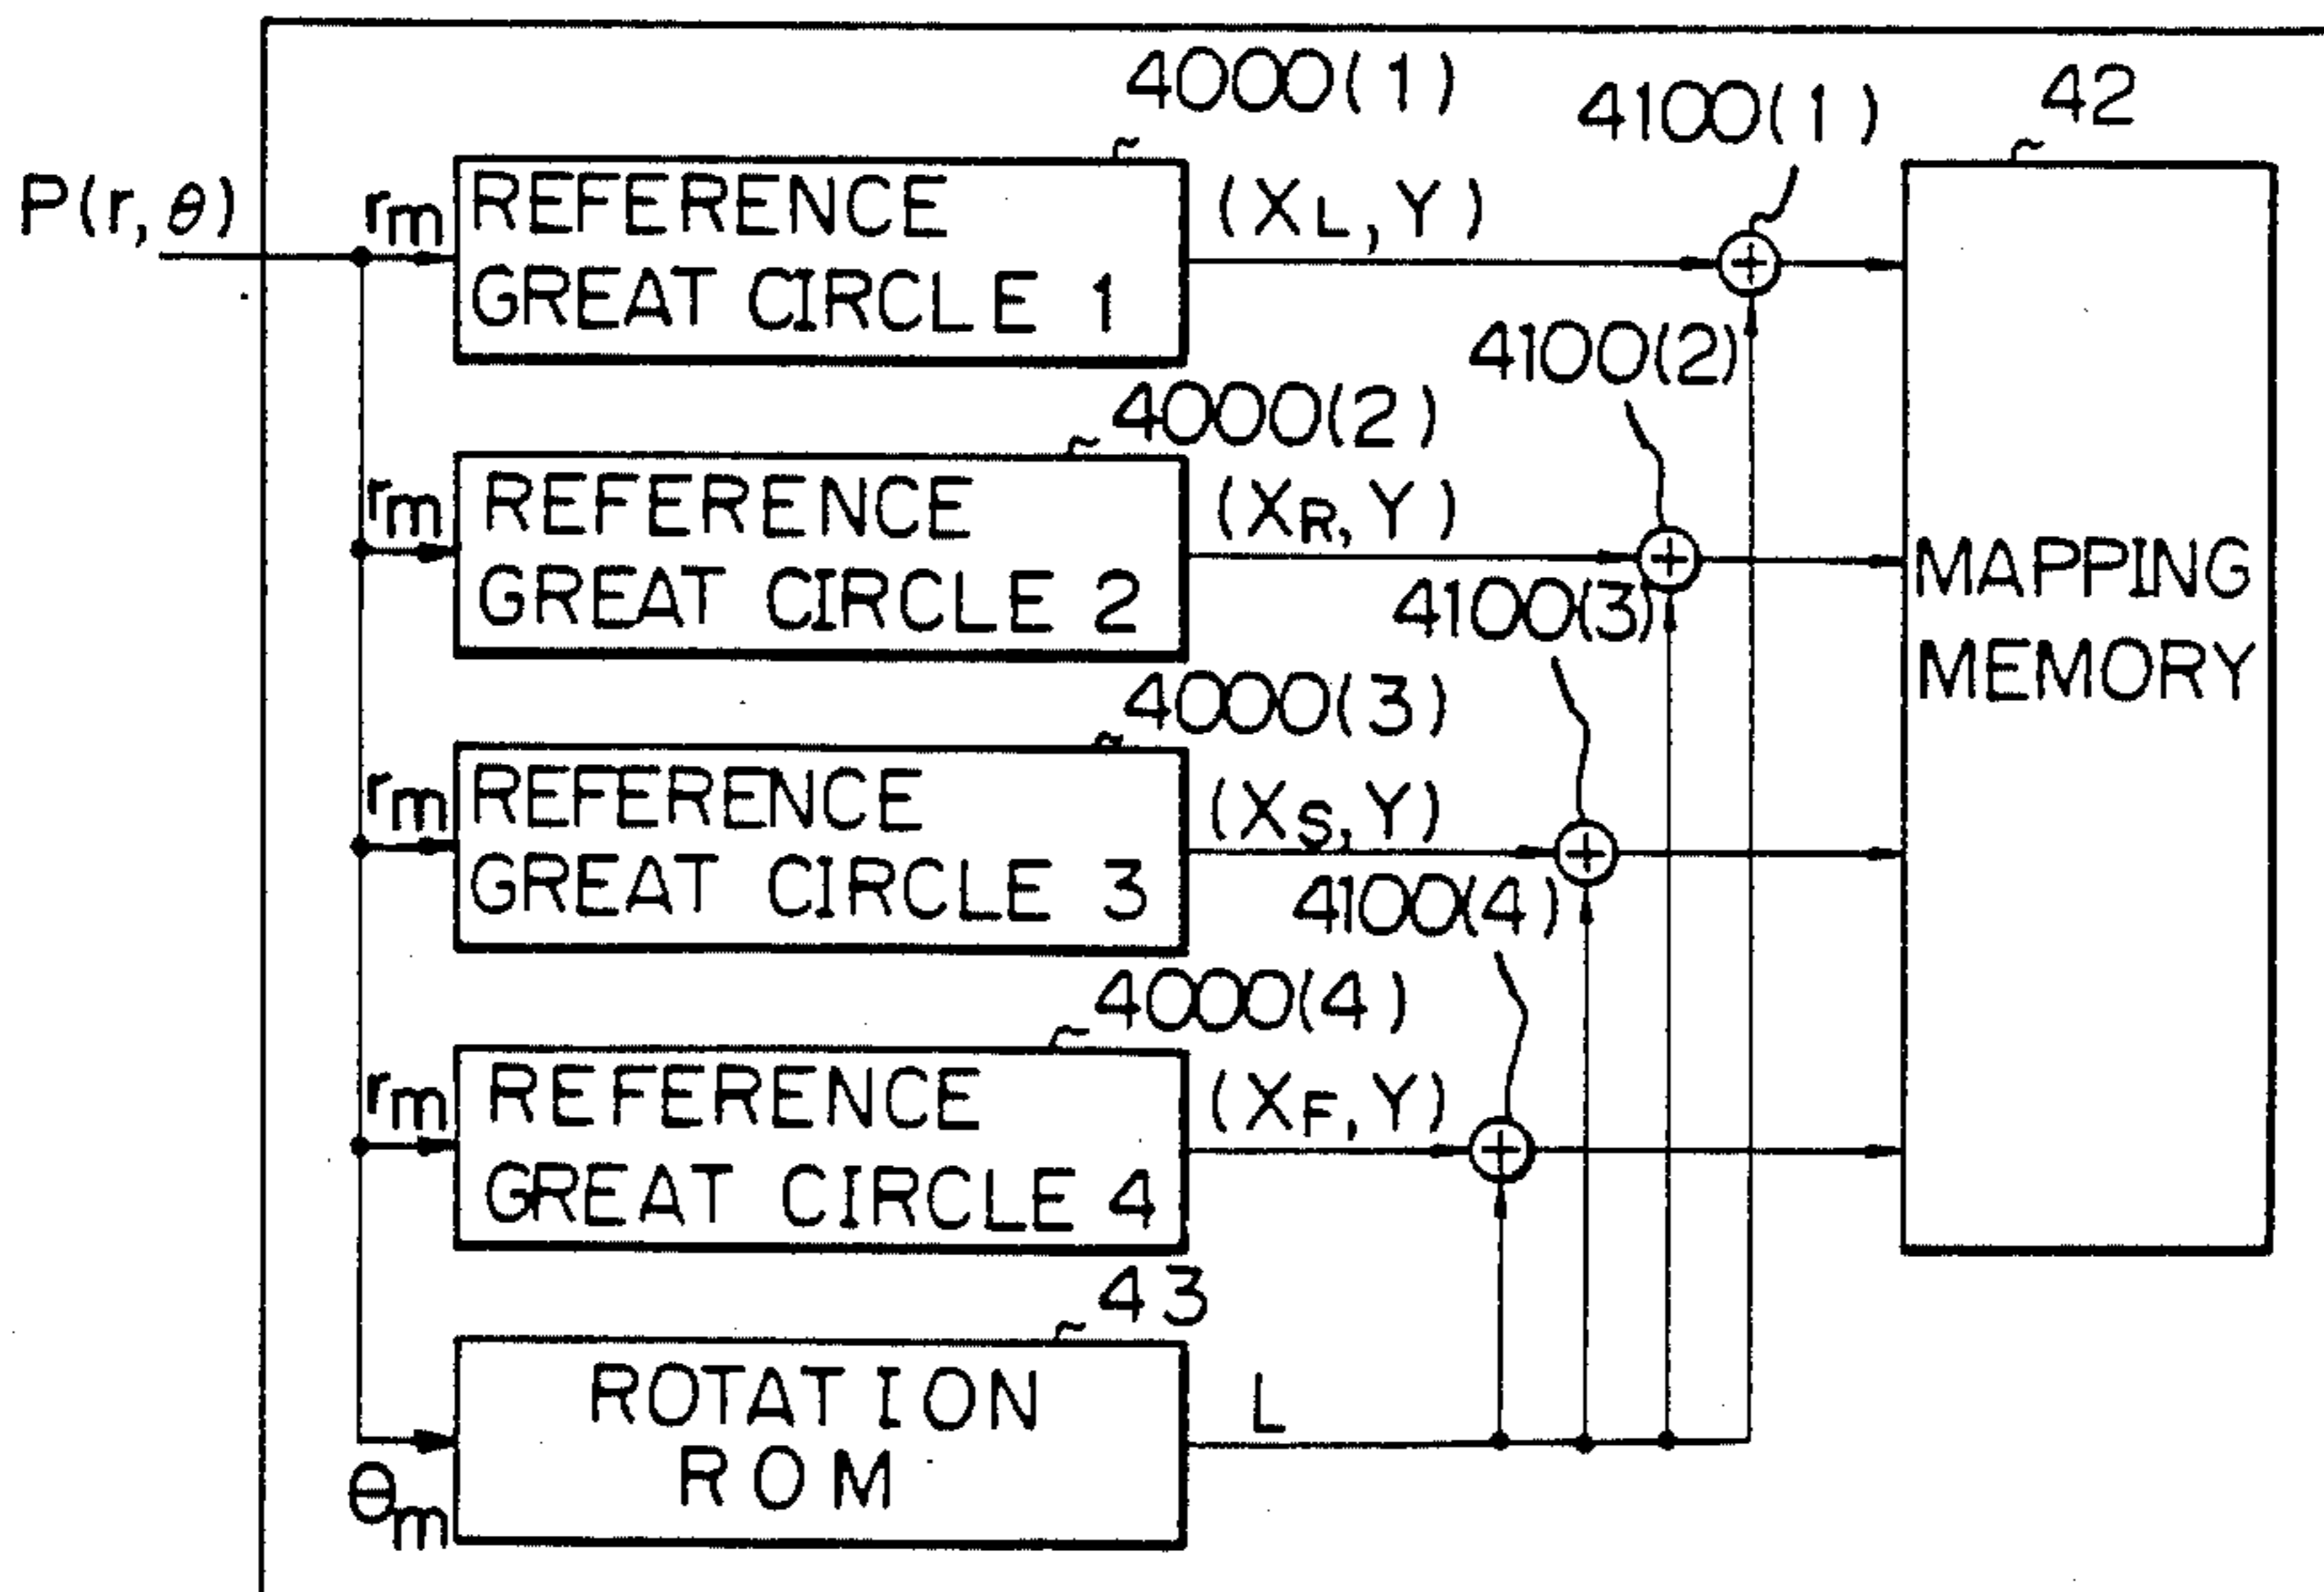 4000(1)
4100(1)
42
P(r,θ)
rm
REFERENCE
GREAT CIRCLE 1
(XL,Y)
4100(2)
4000(2)
rm
REFERENCE
GREAT CIRCLE 2
(XR,Y)
MAPPING
MEMORY
4100(3)
4000(3)
rm
REFERENCE
GREAT CIRCLE 3
(XS,Y)
4100(4)
4000(4)
rm
REFERENCE
GREAT CIRCLE 4
(XF,Y)
43
θm
ROTATION
ROM
L